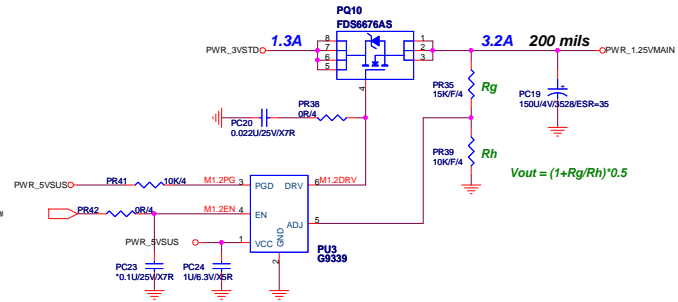 PQ10
FDS6676AS
PWR_3VSTD
1.3A
8
7
6
5
1
2
3
4
3.2A
200 mils
PWR_1.25VMAIN
PR35
15K/F/4
Rg
PC19
150U/4V/3528/ESR=35
PR38
0R/4
PC20
0.022U/25V/X7R
PR39
10K/F/4
Rh
Vout = (1+Rg/Rh)*0.5
PWR_5VSUS
PR41
10K/4
M1.2PG
3
PGD
DRV
6
M1.2DRV
#
PR42
0R/4
M1.2EN
4
EN
ADJ
5
PWR_5VSUS
1
VCC
GND
2
PU3
G9339
PC23
*0.1U/25V/X7R
PC24
1U/6.3V/X5R